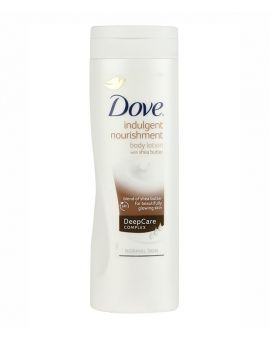 Dove
indulgent
nourishment
body lotion
with shea butter
blend of shea butter
for beautifully
glowing skin
DeepCare
COMPLEX
NORMAL SKIN